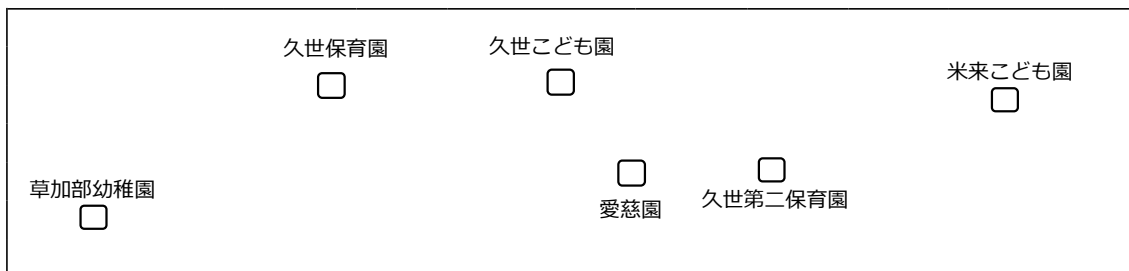 久世保育園
久世こども園
米来こども園
草加部幼稚園
愛慈園
久世第二保育園